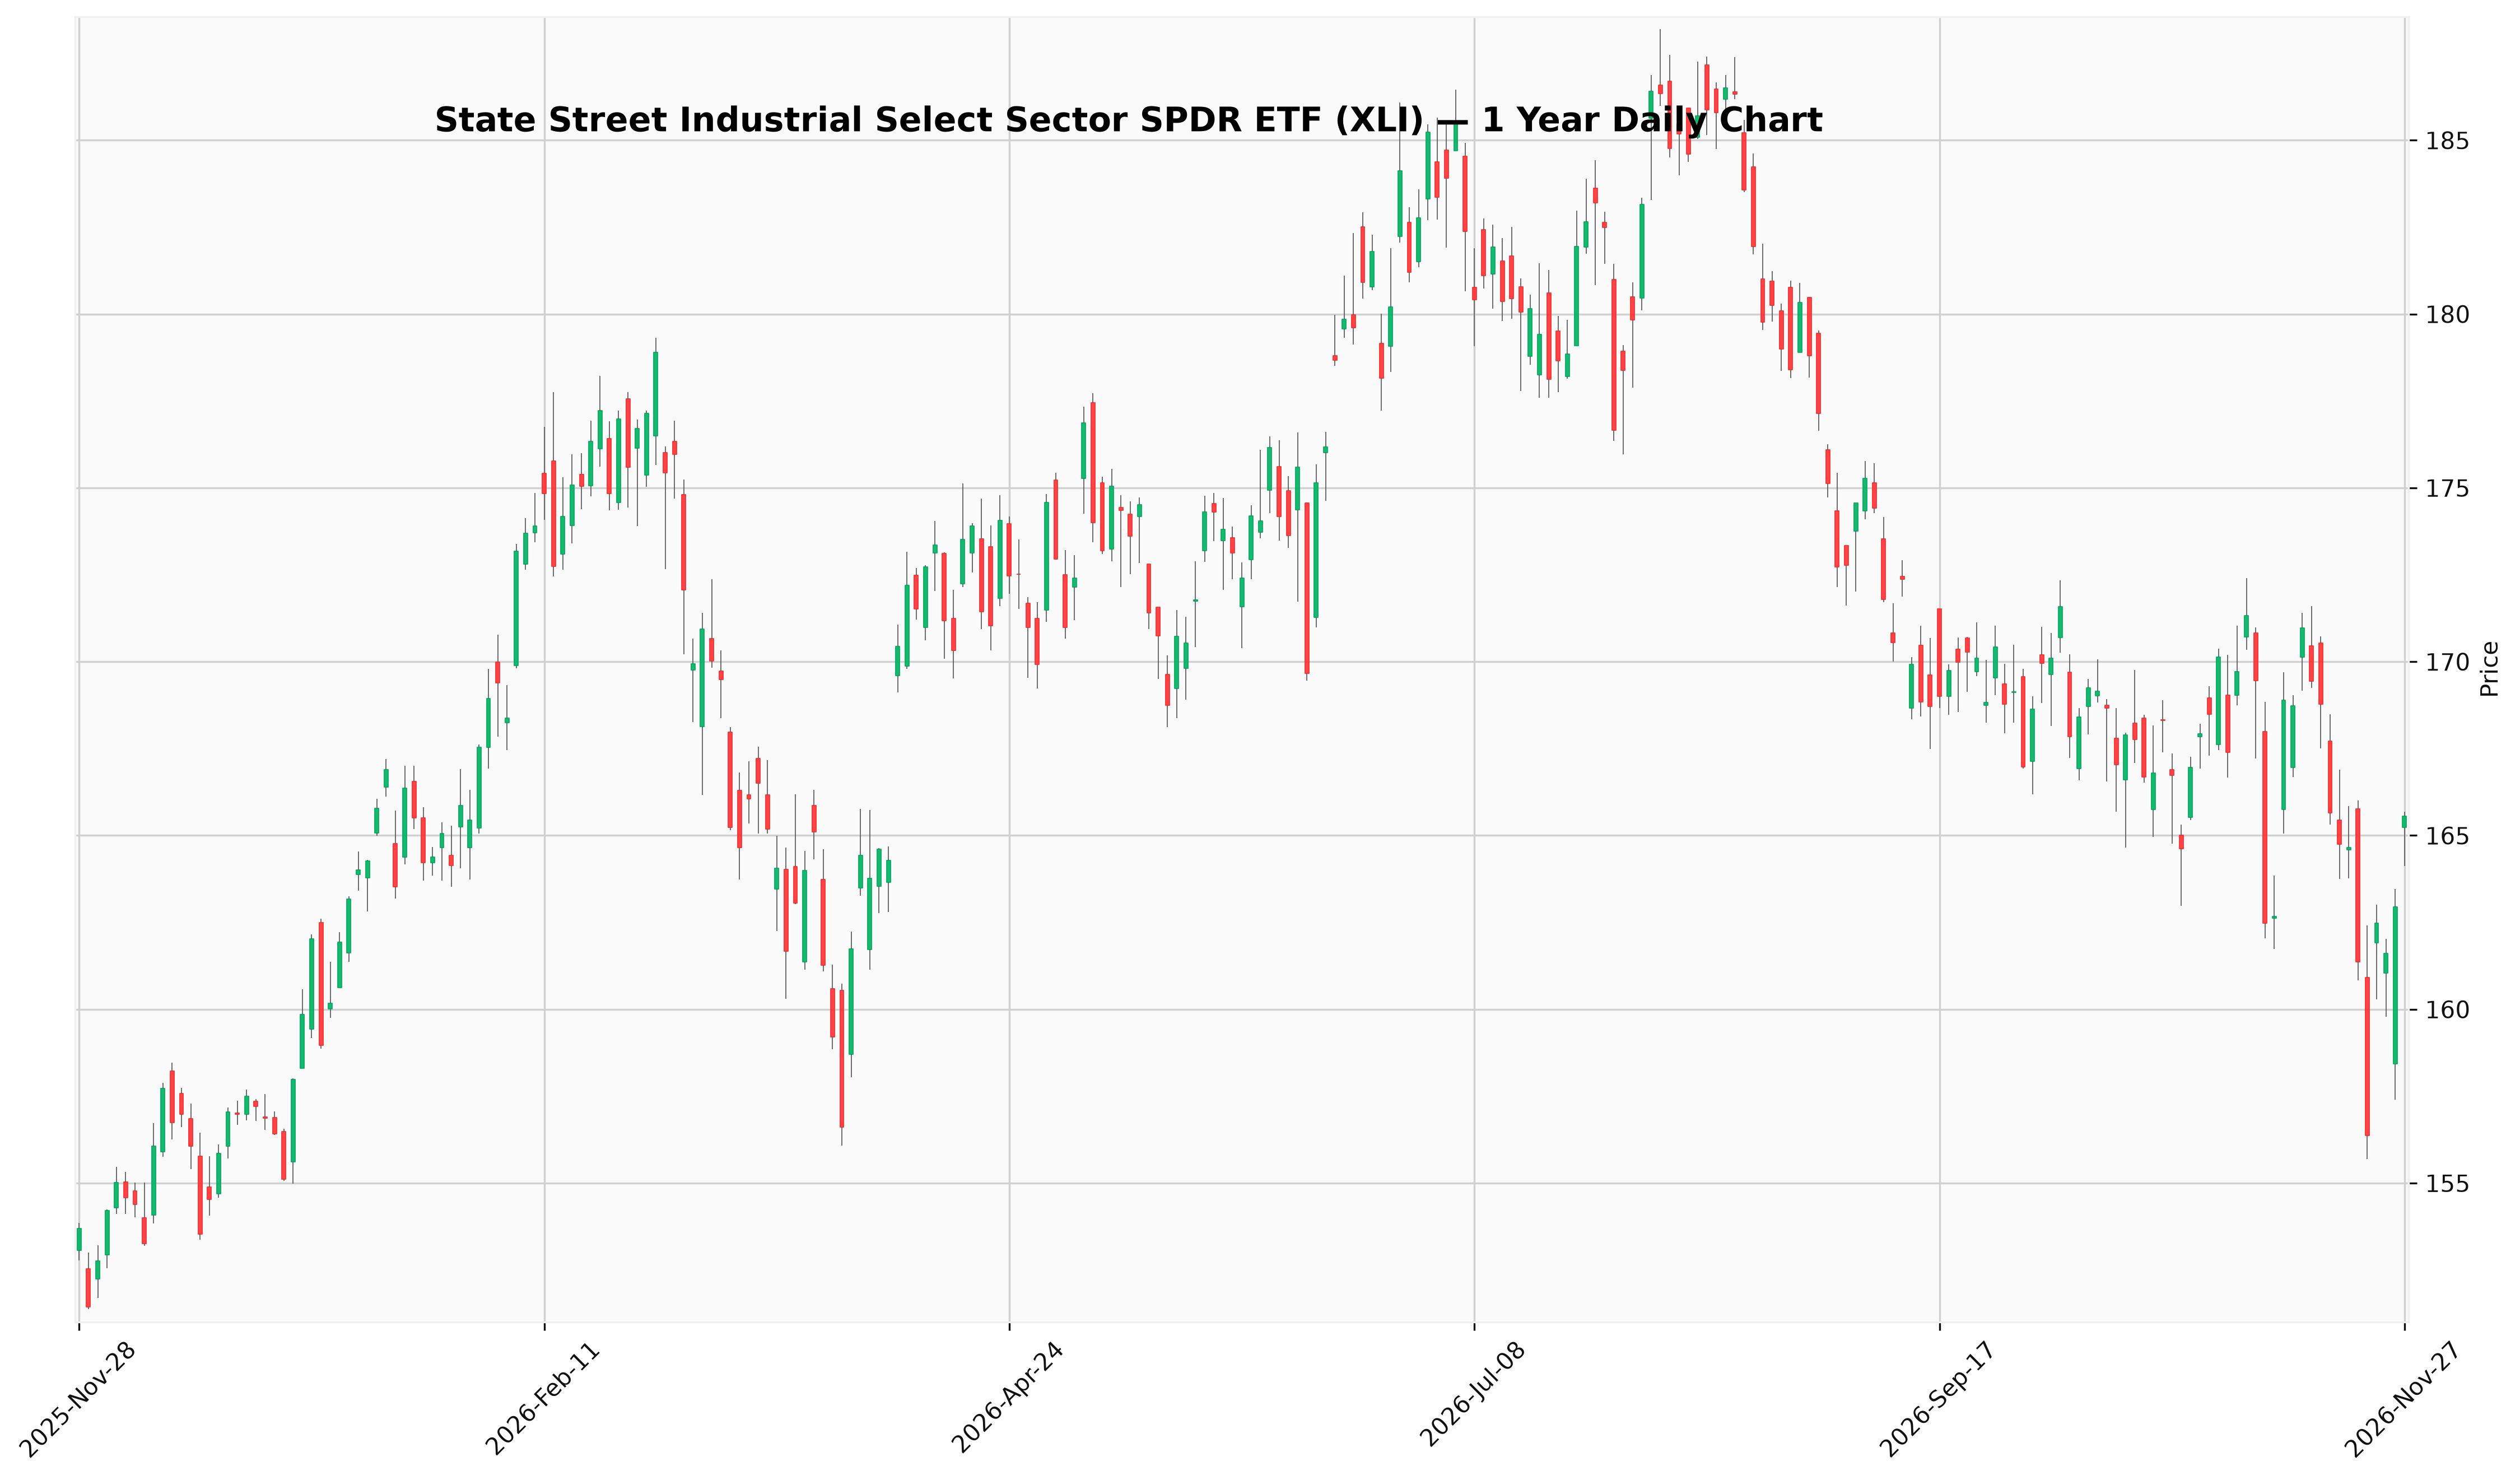 State Street Industrial Select Sector SPDR ETF (XLI) — 1 Year Daily Chart
185
180
175
170
165
160
155
Price
2025-Nov-28
2026-Feb-11
2026-Apr-24
2026-Jul-08
2026-Sep-17
2026-Nov-27